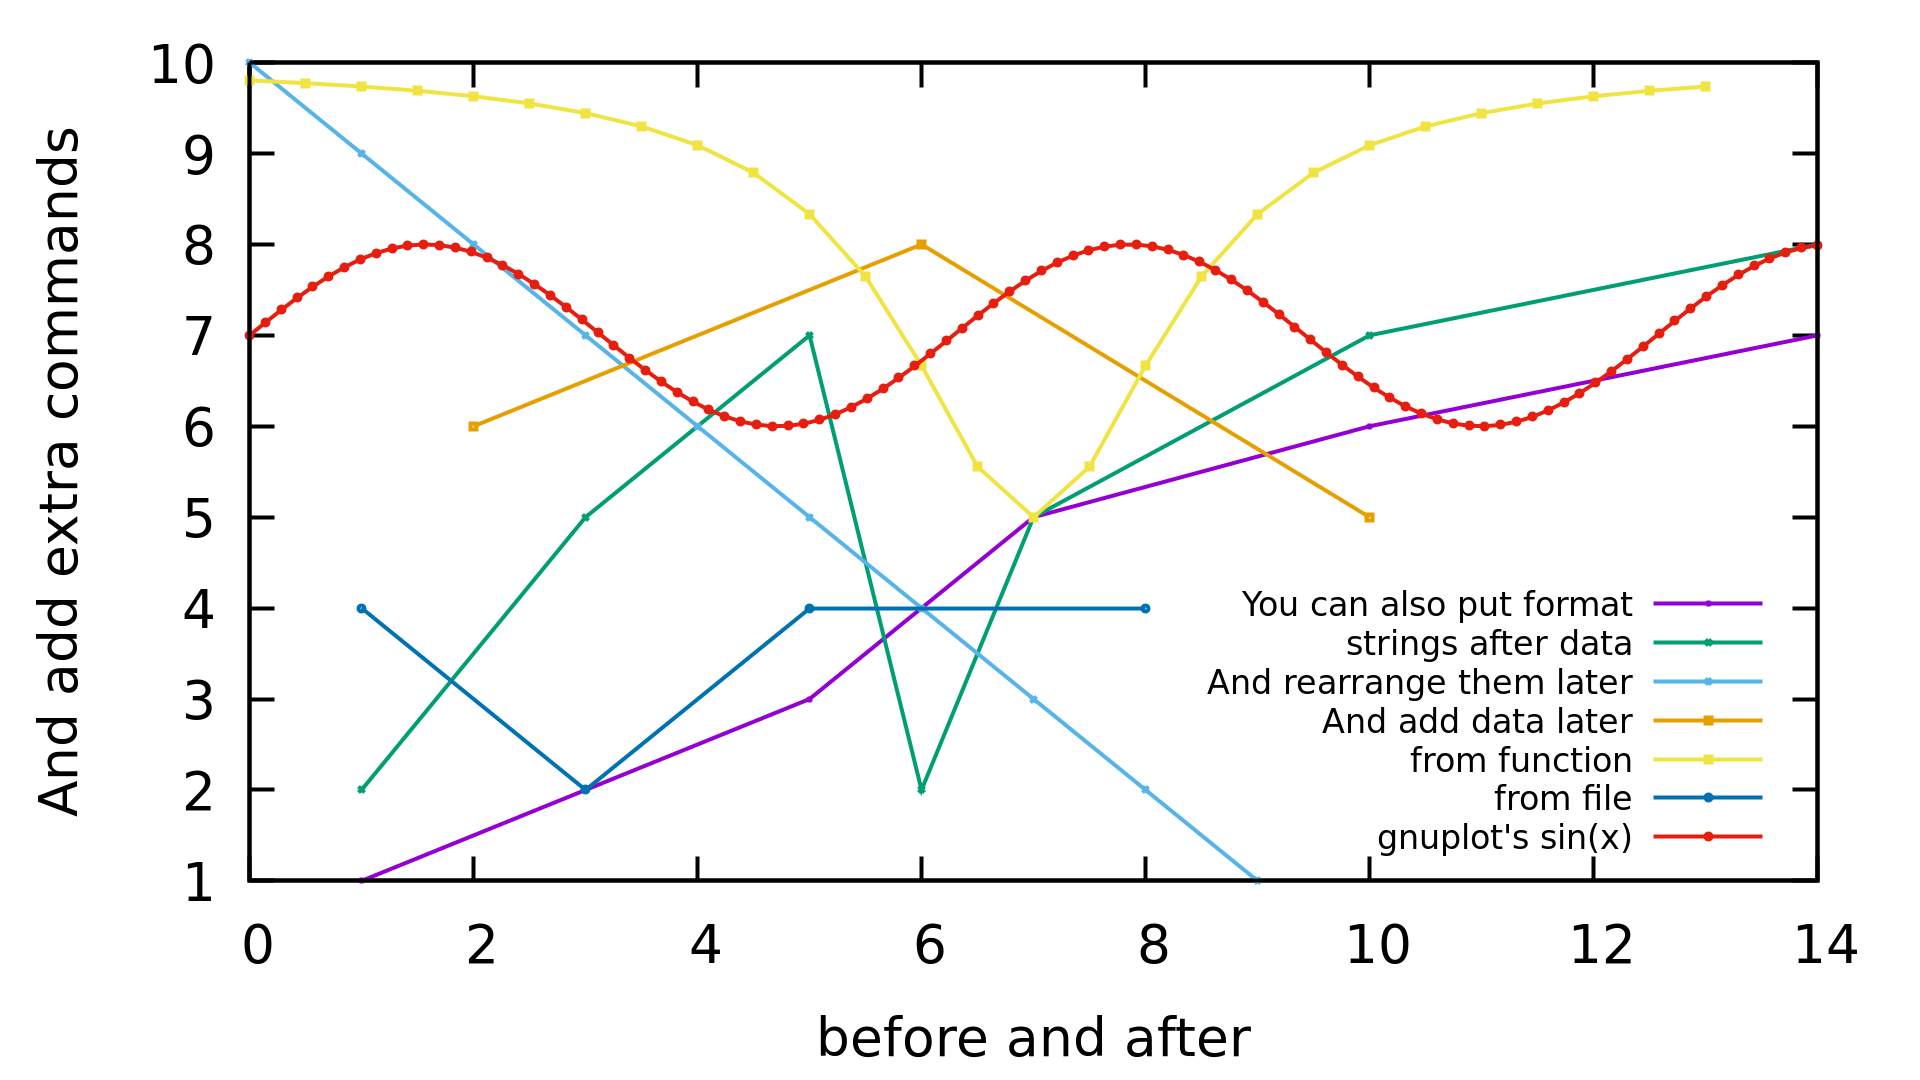 And add extra commands
10
9
8
7
6
5
4
3
2
1
0 2 4 6 8 10 12 14
before and after
You can also put format
strings after data
And rearrange them later
And add data later
from function
from file
gnuplot's sin(x)